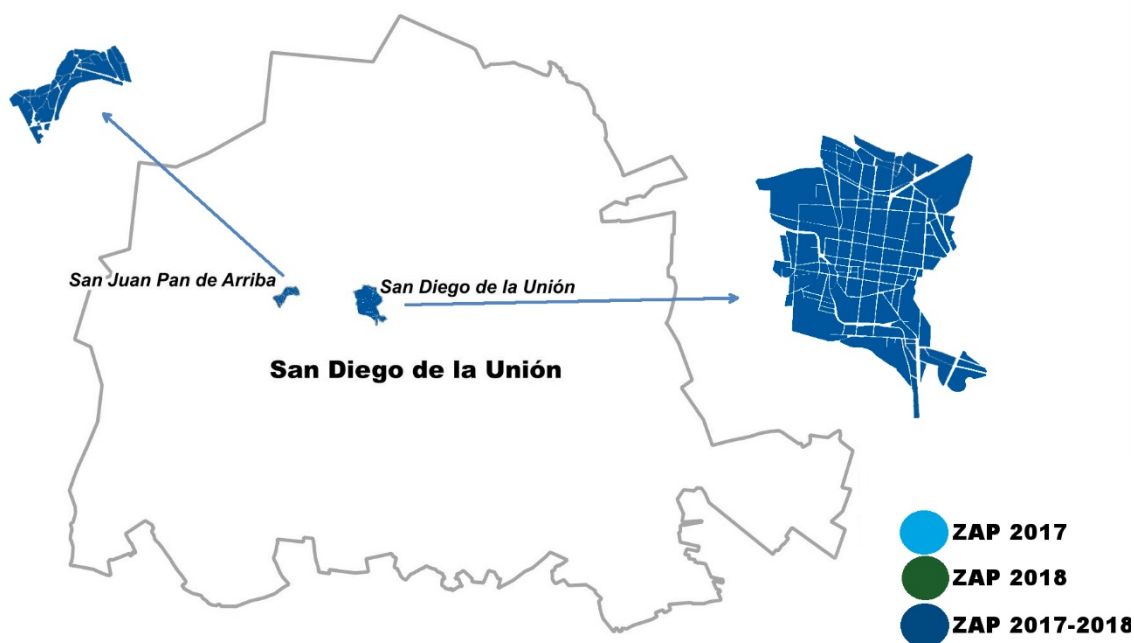 San Juan Pan de Arriba
San Diego de la Unión
San Diego de la Unión
ZAP 2017
ZAP 2018
ZAP 2017-2018